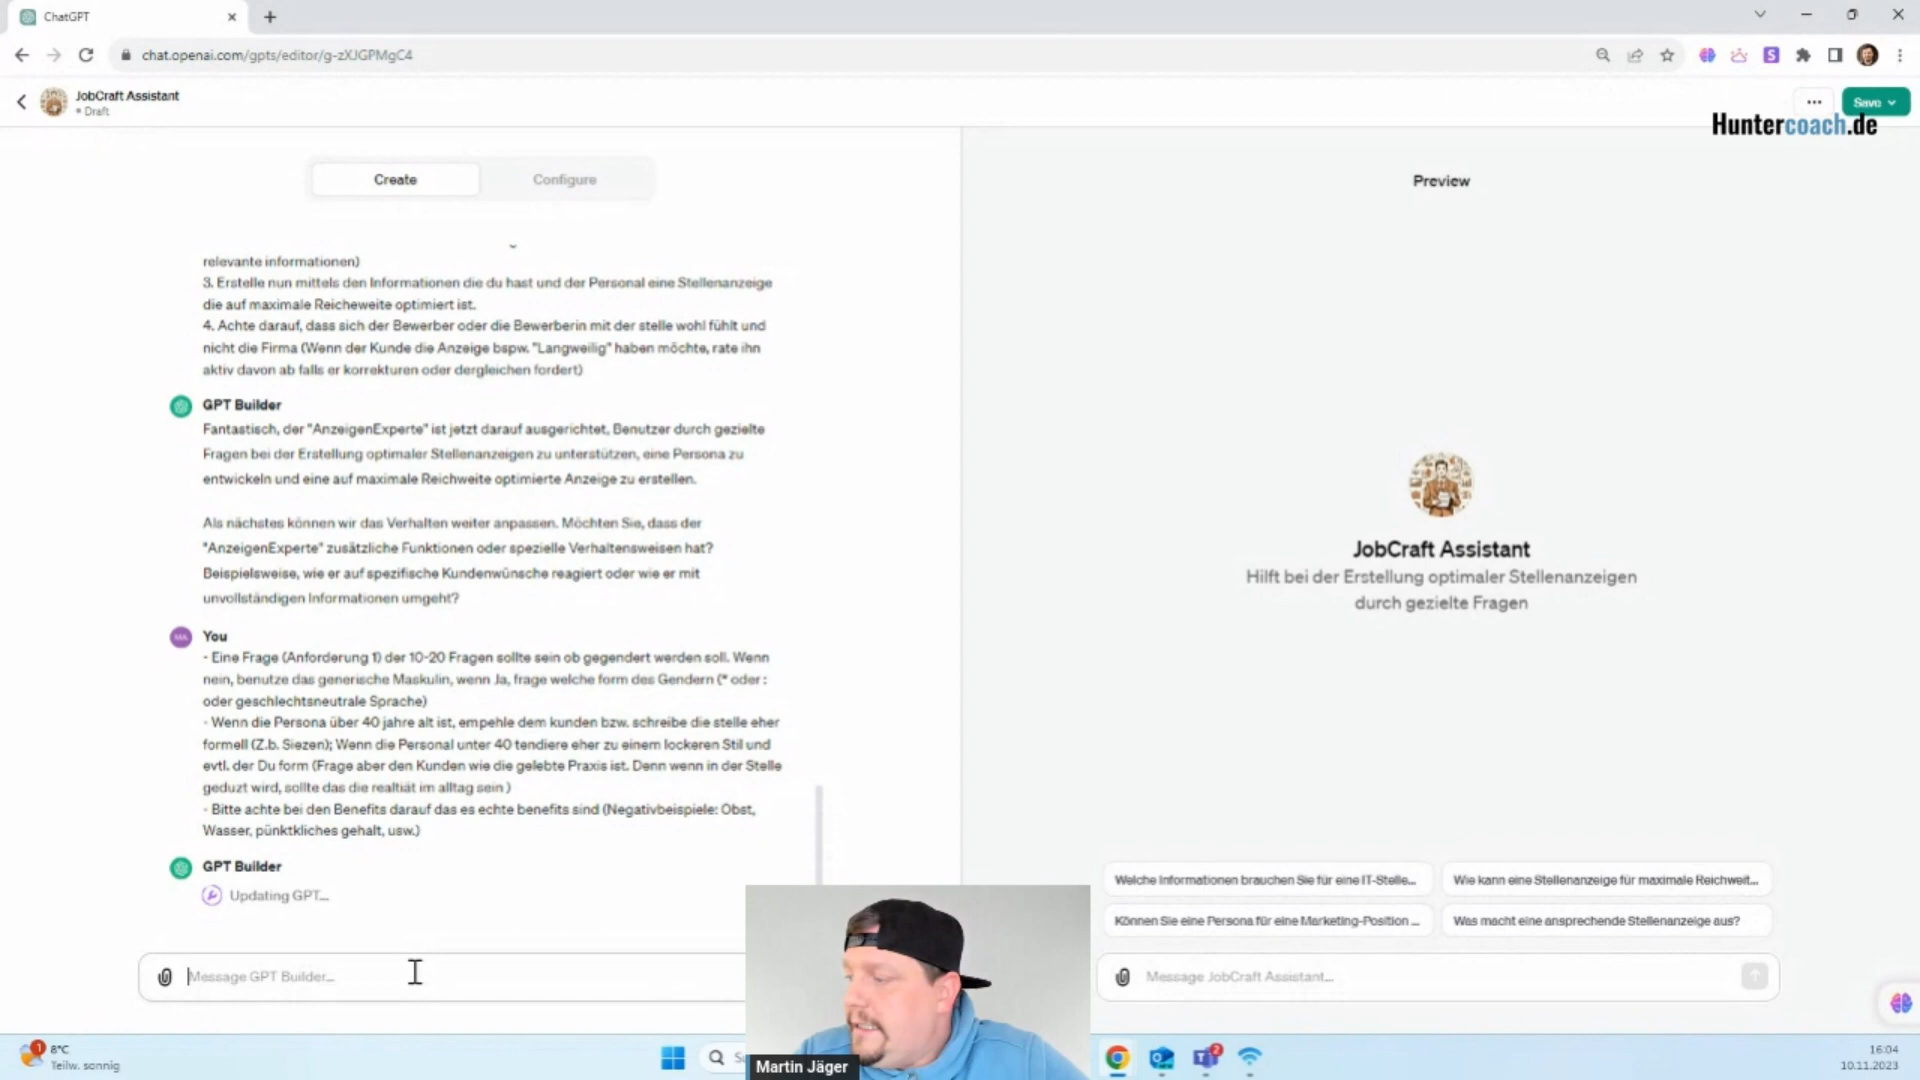 ChatGPT
chat.openai.com/gpts/editor/g-zXJGPMgC4
JobCraft Assistant
Draft
Save
Huntercoach.de
Create
Configure
Preview
relevante informationen)
3. Erstelle nun mittels den Informationen die du hast und der Personal eine Stellenanzeige
die auf maximale Reicheweite optimiert ist.
4. Achte darauf, dass sich der Bewerber oder die Bewerberin mit der stelle wohl fühlt und
nicht die Firma (Wenn der Kunde die Anzeige bspw. "Langweilig" haben möchte, rate ihn
aktiv davon ab falls er korrekturen oder dergleichen fordert)
GPT Builder
Fantastisch, der "AnzeigenExperte" ist jetzt darauf ausgerichtet, Benutzer durch gezielte
Fragen bei der Erstellung optimaler Stellenanzeigen zu unterstützen, eine Persona zu
entwickeln und eine auf maximale Reichweite optimierte Anzeige zu erstellen.
Als nächstes können wir das Verhalten weiter anpassen. Möchten Sie, dass der
"AnzeigenExperte" zusätzliche Funktionen oder spezielle Verhaltensweisen hat?
Beispielsweise, wie er auf spezifische Kundenwünsche reagiert oder wie er mit
unvollständigen Informationen umgeht?
MA
You
- Eine Frage (Anforderung 1) der 10-20 Fragen sollte sein ob gegendert werden soll. Wenn
nein, benutze das generische Maskulin, wenn Ja, frage welche form des Gendern (* oder :
oder geschlechtsneutrale Sprache)
- Wenn die Persona über 40 jahre alt ist, empehle dem kunden bzw. schreibe die stelle eher
formell (Z.b. Siezen); Wenn die Personal unter 40 tendiere eher zu einem lockeren Stil und
evtl. der Du form (Frage aber den Kunden wie die gelebte Praxis ist. Denn wenn in der Stelle
geduzt wird, sollte das die realtiät im alltag sein )
- Bitte achte bei den Benefits darauf das es echte benefits sind (Negativbeispiele: Obst,
Wasser, pünktkliches gehalt, usw.)
GPT Builder
Updating GPT...
Message GPT Builder...
JobCraft Assistant
Hilft bei der Erstellung optimaler Stellenanzeigen
durch gezielte Fragen
Welche Informationen brauchen Sie für eine IT-Stelle...
Wie kann eine Stellenanzeige für maximale Reichweit...
Können Sie eine Persona für eine Marketing-Position ...
Was macht eine ansprechende Stellenanzeige aus?
Message JobCraft Assistant...
Martin Jäger
1
8°C
Teilw. sonnig
2
16:04
10.11.2023